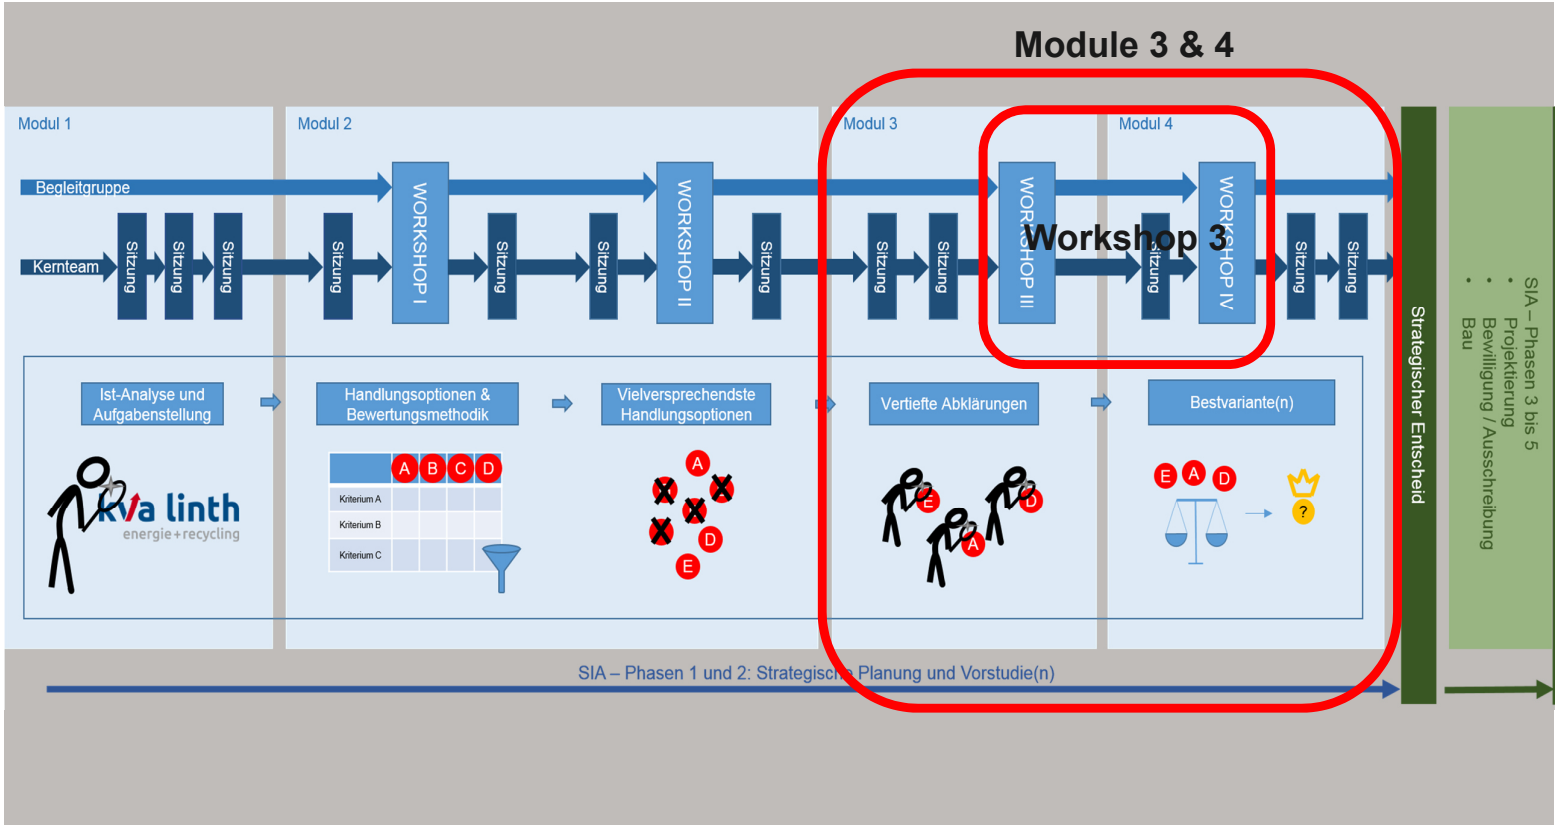 Module 3 & 4
Modul 1
Modul 2
Modul 3
Modul 4
Begleitgruppe
Kernteam
Sitzung
Sitzung
Sitzung
Sitzung
WORKSHOP I
Sitzung
Sitzung
WORKSHOP II
Sitzung
Sitzung
Sitzung
WORKSHOP III
Workshop 3
Sitzung
WORKSHOP IV
Sitzung
Sitzung
Ist-Analyse und
Aufgabenstellung
Handlungsoptionen &
Bewertungsmethodik
Vielversprechendste
Handlungsoptionen
Vertiefte Abklärungen
Bestvariante(n)
kva linth
energie+recycling
A B C D
Kriterium A
Kriterium B
Kriterium C
A
D
E
E
A
D
E A D
?
Strategischer Entscheid
SIA – Phasen 3 bis 5
• Projektierung
• Bewilligung / Ausschreibung
Bau
SIA – Phasen 1 und 2: Strategische Planung und Vorstudie(n)